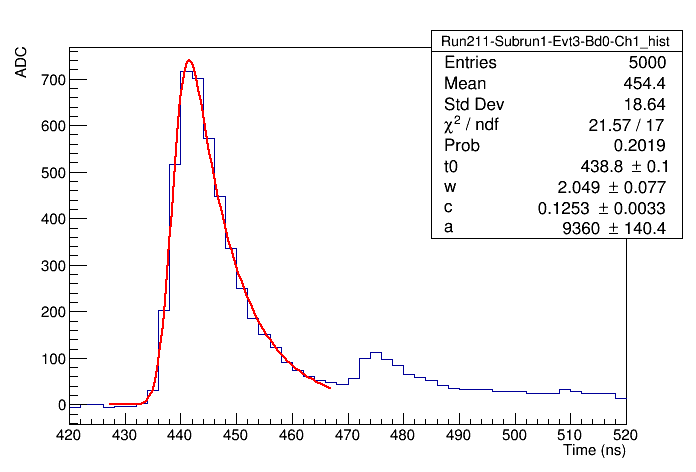 Run211-Subrun1-Evt3-Bd0-Ch1_hist
Entries 5000
Mean 454.4
Std Dev 18.64
χ² / ndf 21.57 / 17
Prob 0.2019
t0 438.8 ± 0.1
w 2.049 ± 0.077
c 0.1253 ± 0.0033
a 9360 ± 140.4
ADC
700
600
500
400
300
200
100
0
420 430 440 450 460 470 480 490 500 510 520
Time (ns)